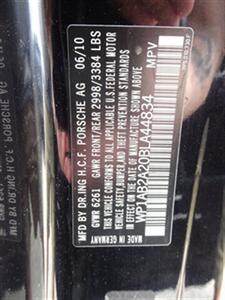 MFD BY DR.ING H.C.F. PORSCHE AG 06/10
GVWR 6261 GAWR FRONT/REAR 2998/3384 LBS
THIS VEHICLE CONFORMS TO ALL APPLICABLE U.S.FEDERAL MOTOR
VEHICLE SAFETY, BUMPER, AND THEFT PREVENTION STANDARDS
IN EFFECT ON THE DATE OF MANUFACTURE SHOWN ABOVE.
WP1AB2A20BLA44834 MPV
MADE IN GERMANY